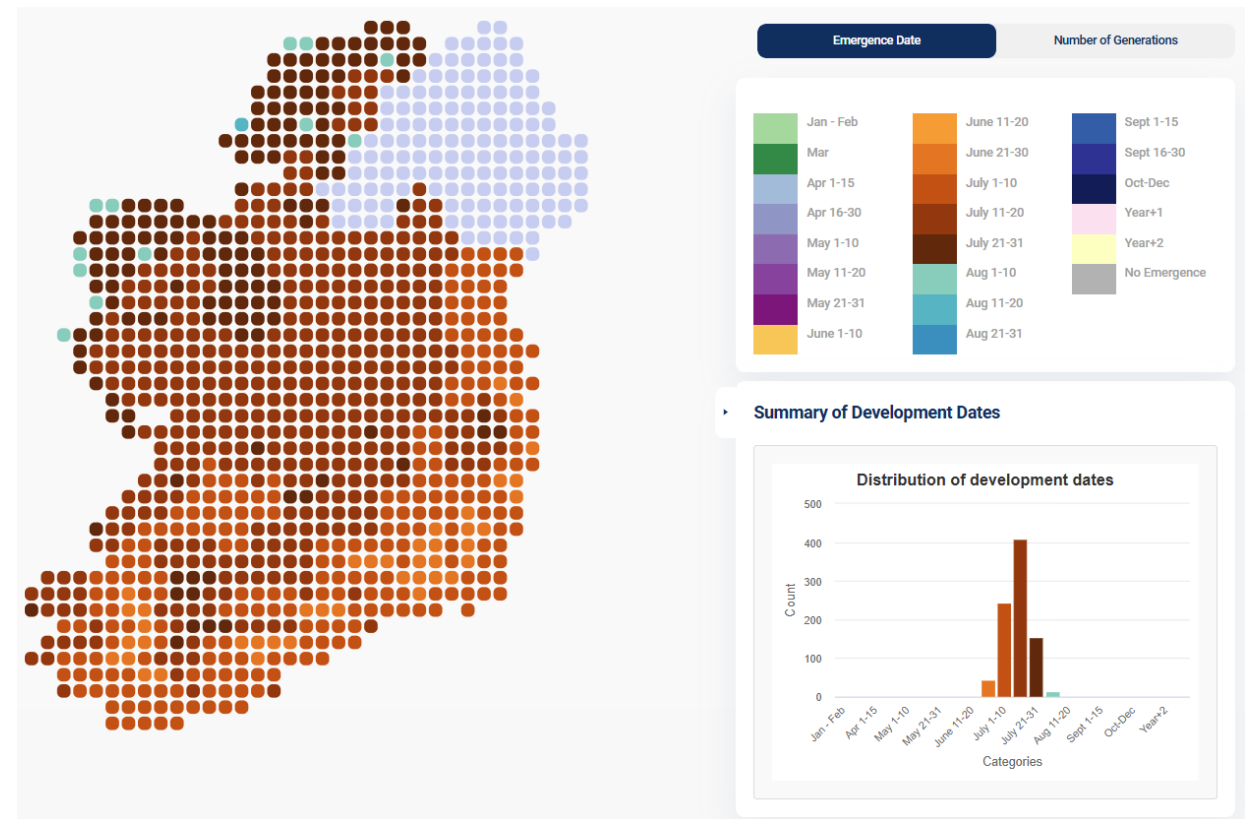 Emergence Date
Number of Generations
Jan - Feb
Mar
Apr 1-15
Apr 16-30
May 1-10
May 11-20
May 21-31
June 1-10
June 11-20
June 21-30
July 1-10
July 11-20
July 21-31
Aug 1-10
Aug 11-20
Aug 21-31
Sept 1-15
Sept 16-30
Oct-Dec
Year+1
Year+2
No Emergence
Summary of Development Dates
Distribution of development dates
Count
500
400
300
200
100
0
Jan - Feb
Apr 1-15
May 1-10
May 21-31
June 11-20
July 1-10
July 21-31
Aug 11-20
Sept 1-15
Oct-Dec
Year+2
Categories